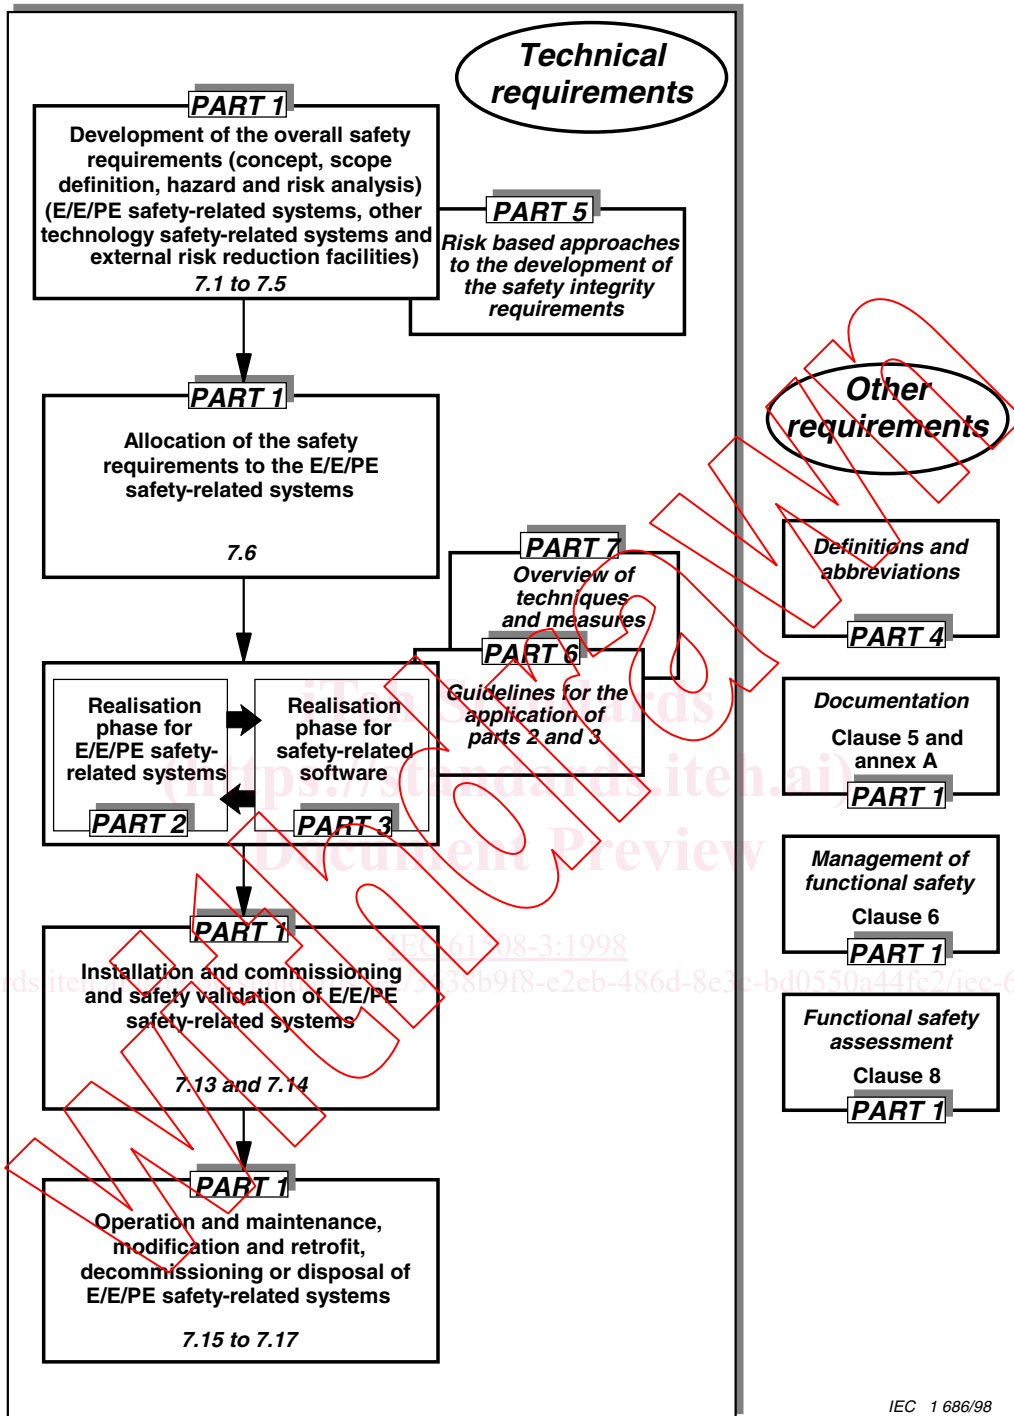 Technical
requirements
PART 1
Development of the overall safety
requirements (concept, scope
definition, hazard and risk analysis)
(E/E/PE safety-related systems, other
technology safety-related systems and
external risk reduction facilities)
7.1 to 7.5
PART 5
Risk based approaches
to the development of
the safety integrity
requirements
PART 1
Allocation of the safety
requirements to the E/E/PE
safety-related systems
7.6
PART 7
Overview of
techniques
and measures
PART 6
Guidelines for the
application of
parts 2 and 3
Realisation
phase for
E/E/PE safety-
related systems
PART 2
Realisation
phase for
safety-related
software
PART 3
PART 1
Installation and commissioning
and safety validation of E/E/PE
safety-related systems
7.13 and 7.14
PART 1
Operation and maintenance,
modification and retrofit,
decommissioning or disposal of
E/E/PE safety-related systems
7.15 to 7.17
Other
requirements
Definitions and
abbreviations
PART 4
Documentation
Clause 5 and
annex A
PART 1
Management of
functional safety
Clause 6
PART 1
Functional safety
assessment
Clause 8
PART 1
iTeh Standards
(https://standards.iteh.ai)
Document Preview
IEC 61508-3:1998
Withdrawn
IEC 1 686/98